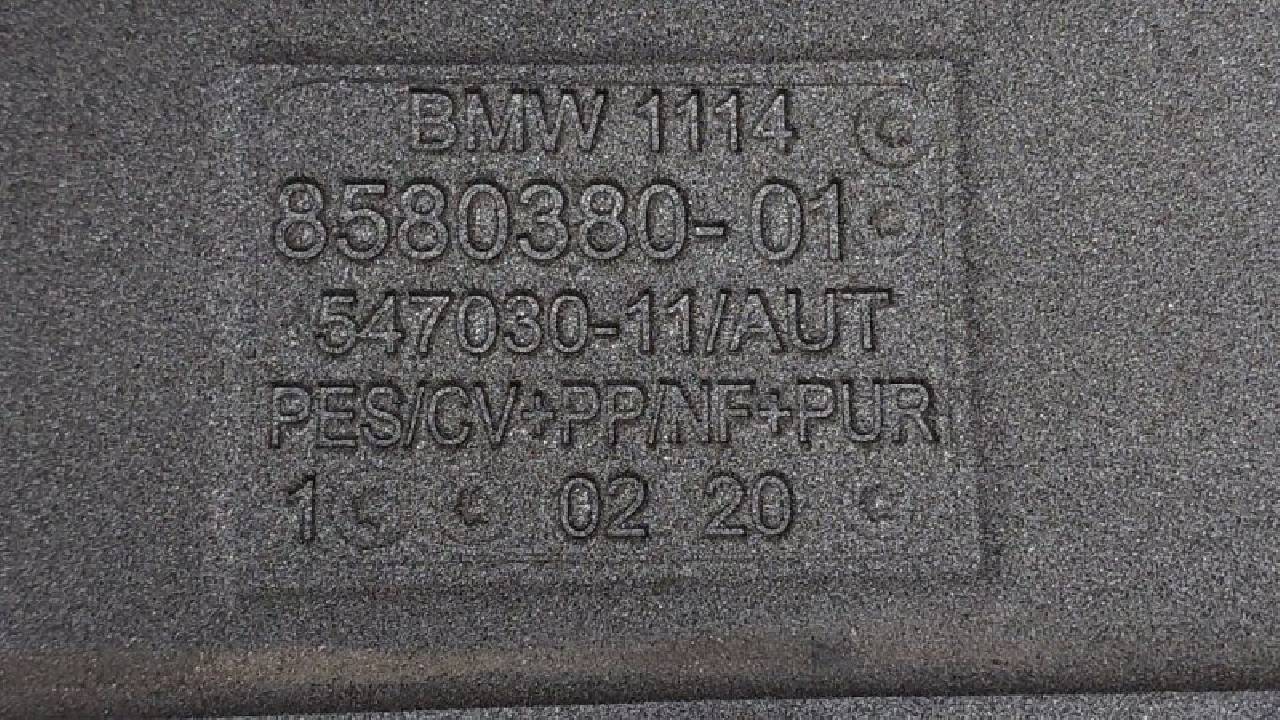 BMW 1114
8580380-01
547030-11/AUT
PES/CV+PP/NF+PUR
1 02 20